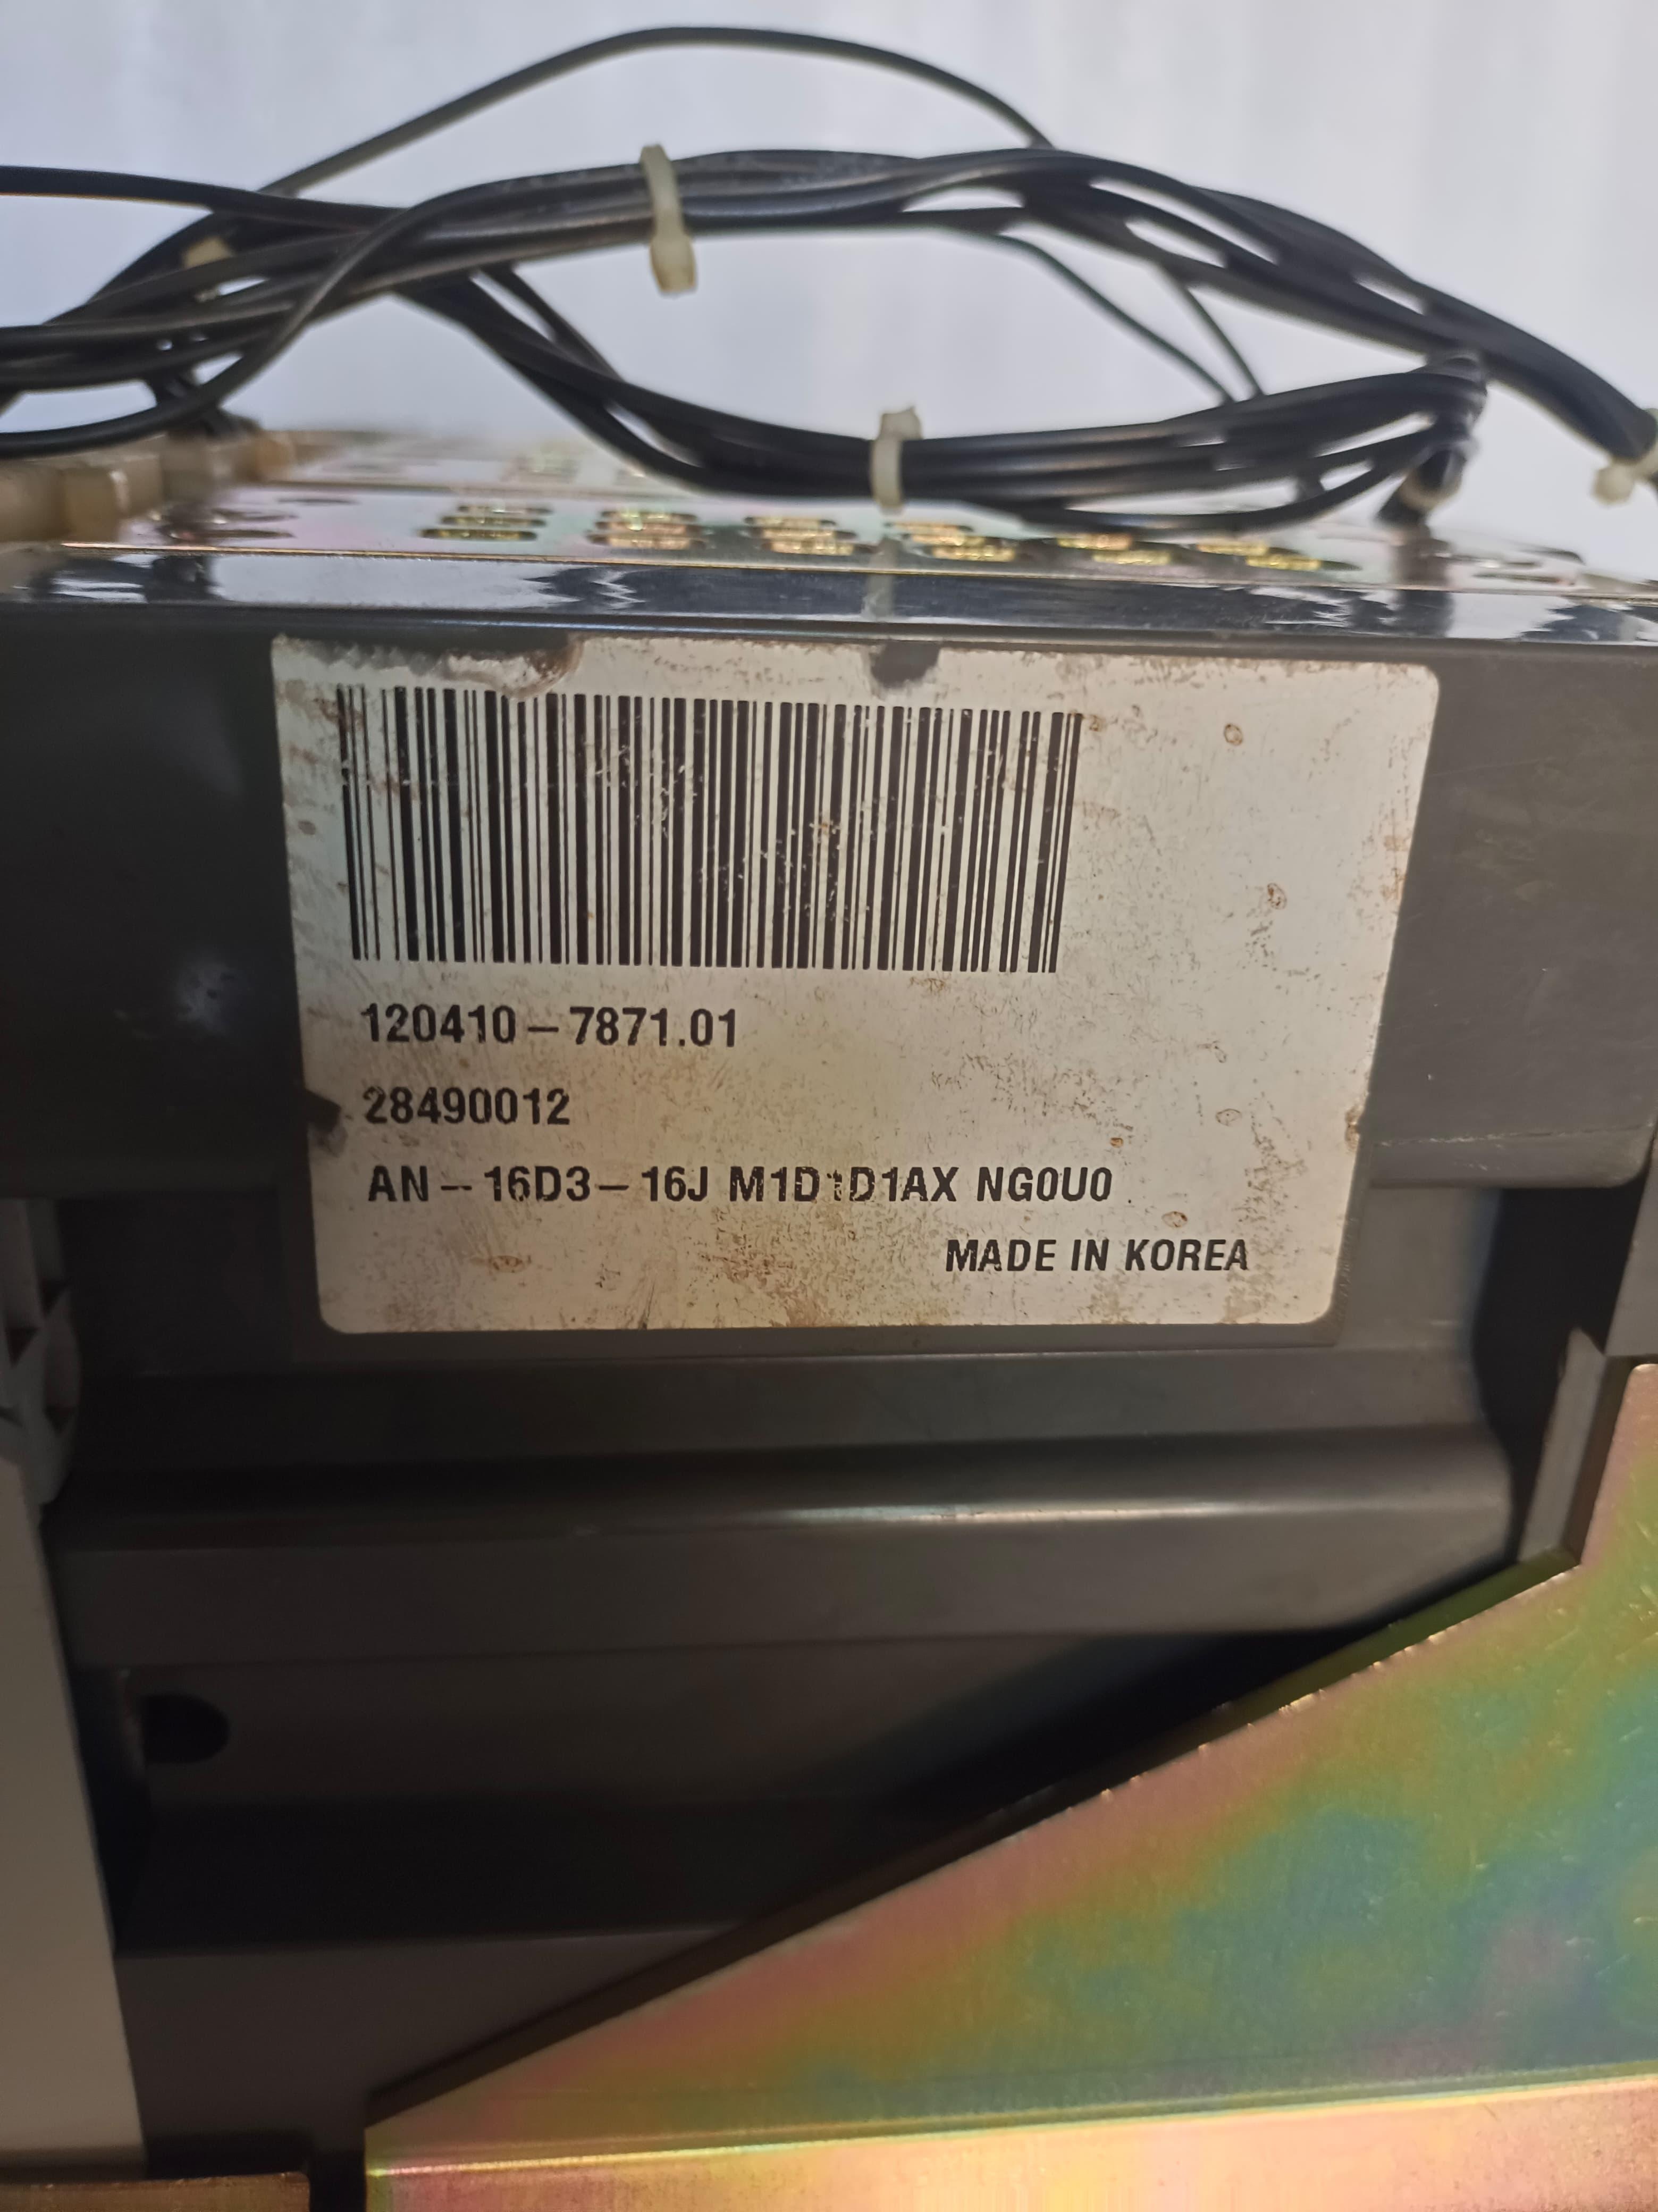 120410-7871.01
28490012
AN-16D3-16J M1D1D1AX NG0U0
MADE IN KOREA